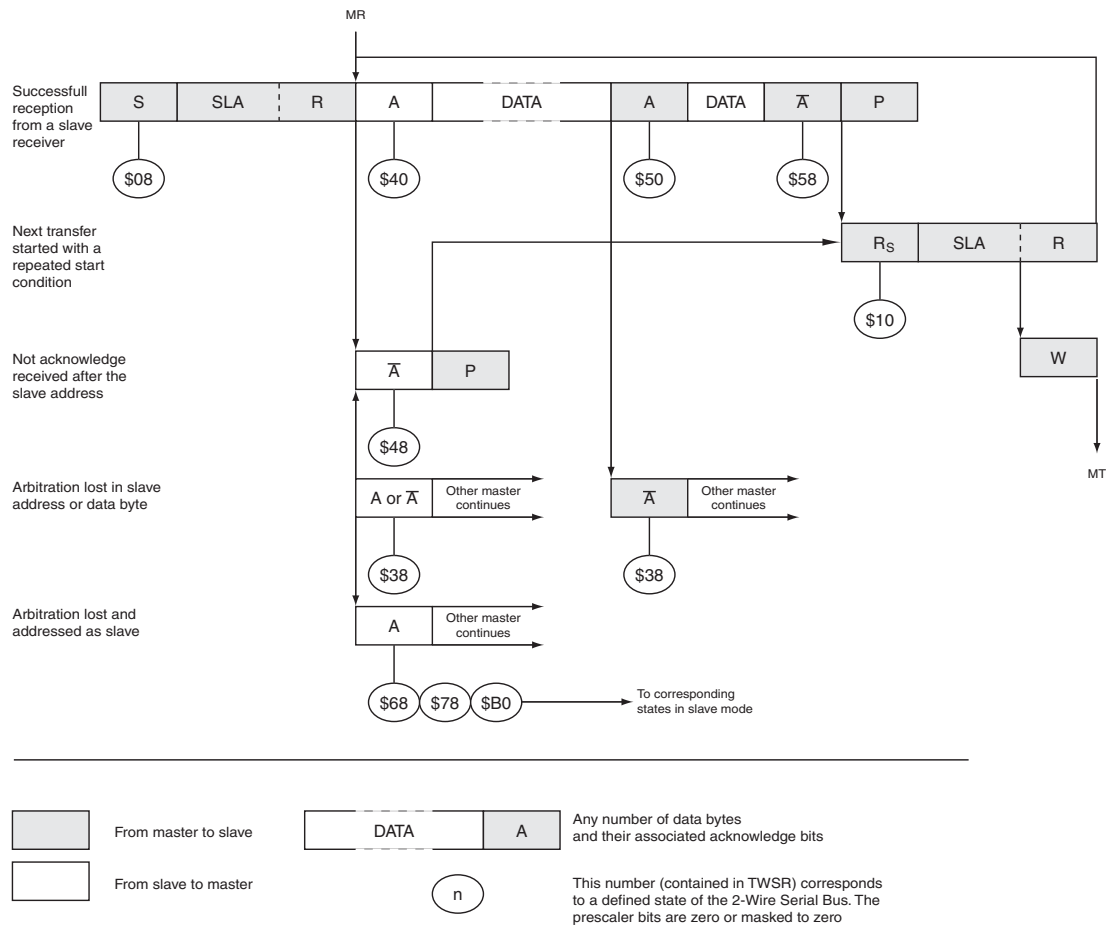 MR
Successfull
reception
from a slave
receiver
S SLA R A DATA A DATA A̅ P
$08 $40 $50 $58
Next transfer
started with a
repeated start
condition
RS SLA R
$10
Not acknowledge
received after the
slave address
A̅ P
W
$48
MT
Arbitration lost in slave
address or data byte
A or A̅ Other master
continues
A̅ Other master
continues
$38 $38
Arbitration lost and
addressed as slave
A Other master
continues
$68 $78 $B0 To corresponding
states in slave mode
From master to slave
DATA A Any number of data bytes
and their associated acknowledge bits
From slave to master
n This number (contained in TWSR) corresponds
to a defined state of the 2-Wire Serial Bus. The
prescaler bits are zero or masked to zero